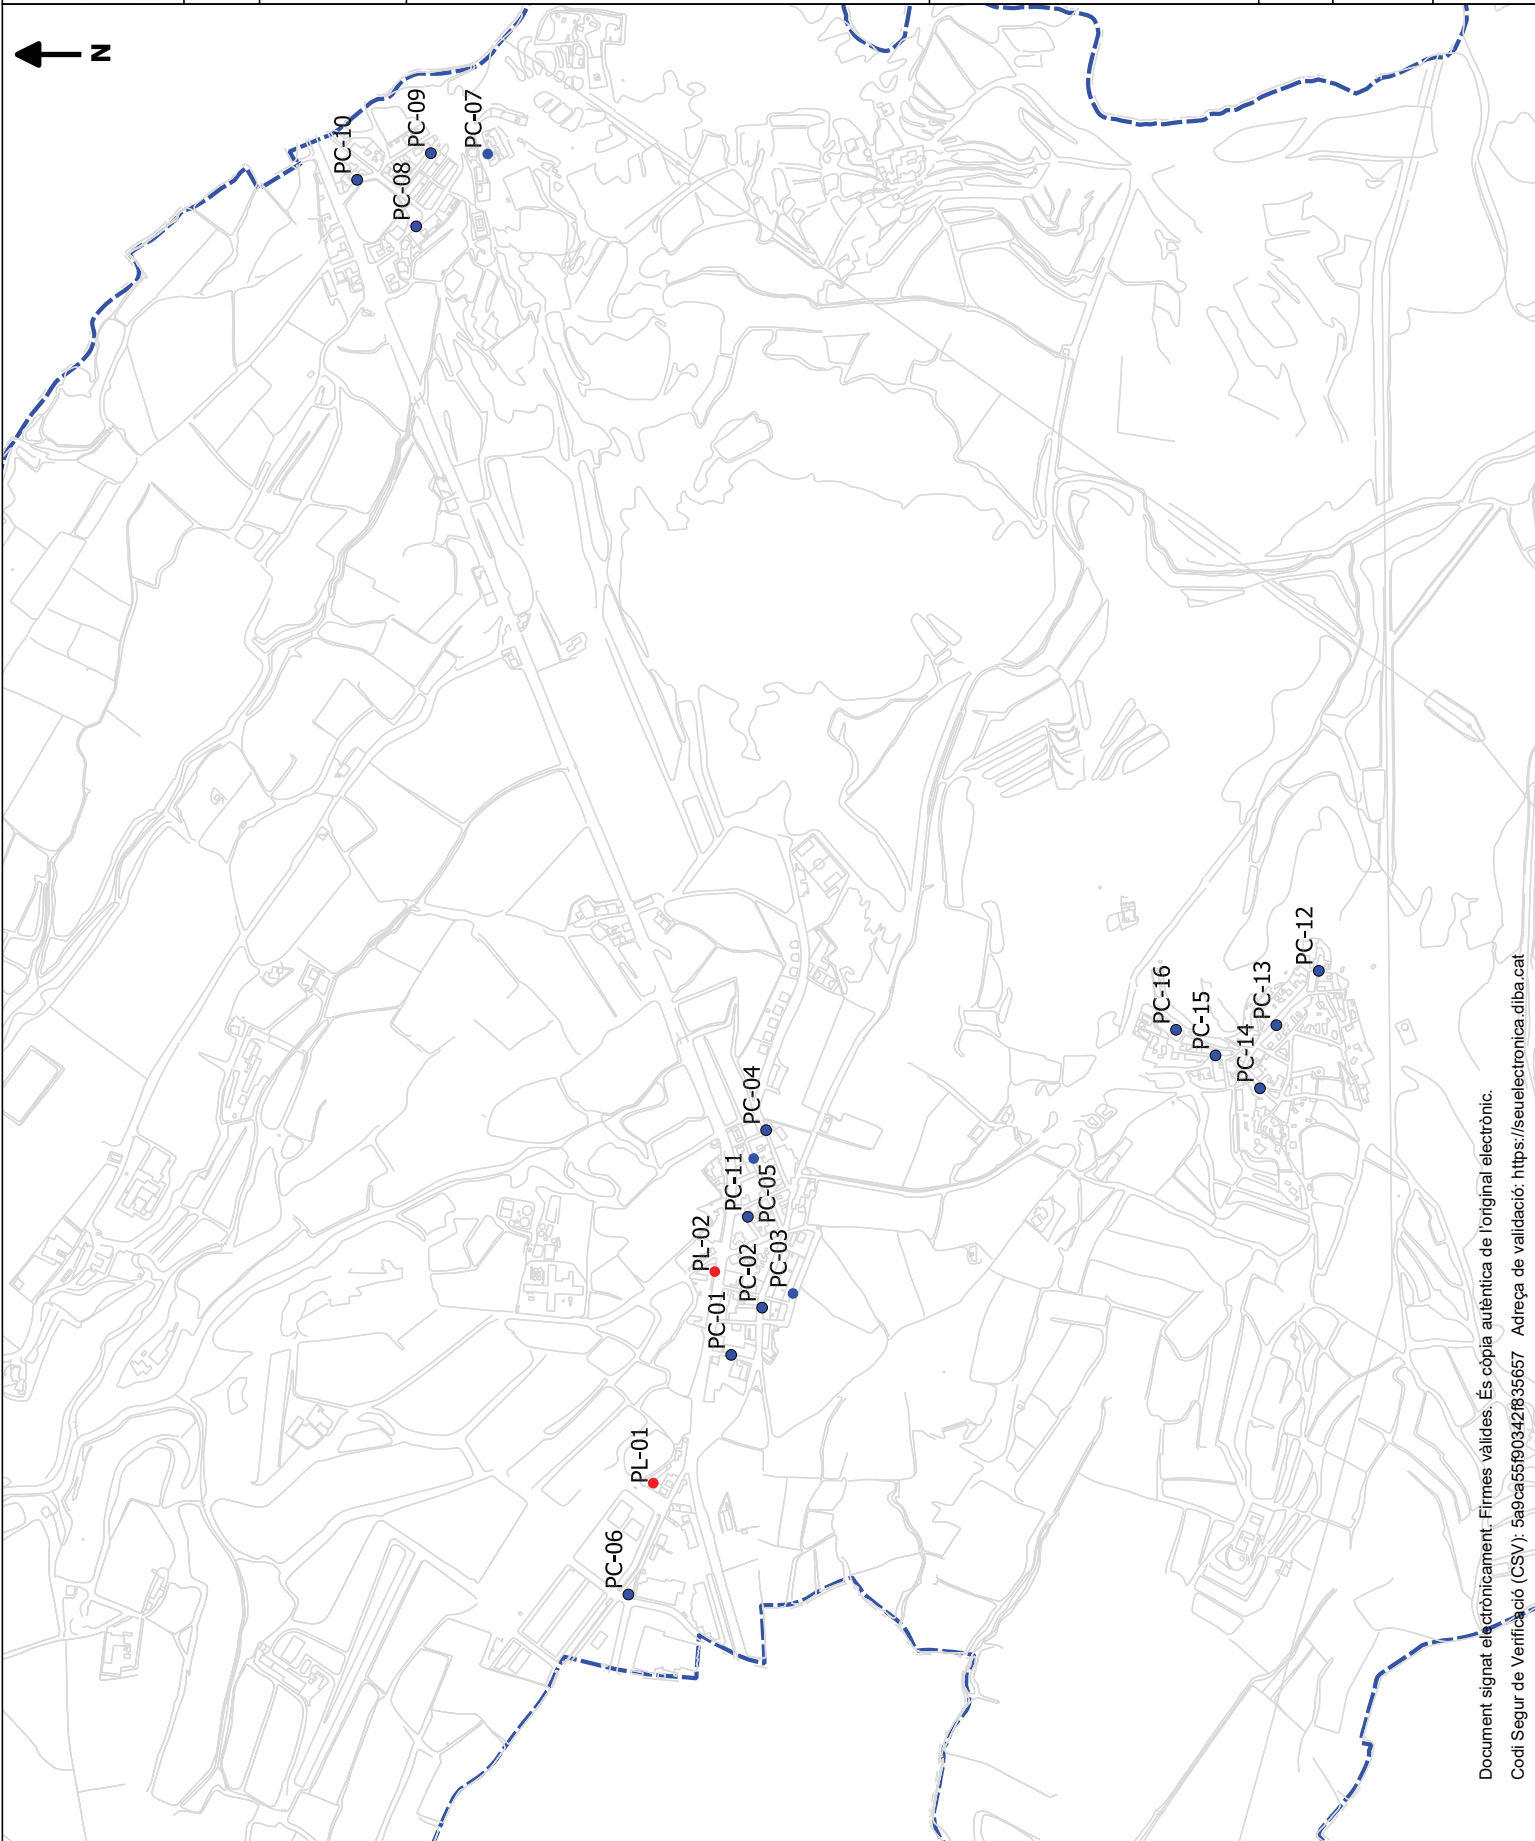 N
PC-10
PC-09
PC-07
PC-08
PC-12
PC-16
PC-13
PC-15
PC-14
PC-04
PC-11
PC-05
PL-02
PC-03
PC-02
PC-01
PL-01
PC-06
Document signat electrònicament. Firmes vàlides. És còpia autèntica de l'original electrònic.
Codi Segur de Verificació (CSV): 5a9ca55f90342f835657 Adreça de validació: https://seuelectronica.diba.cat